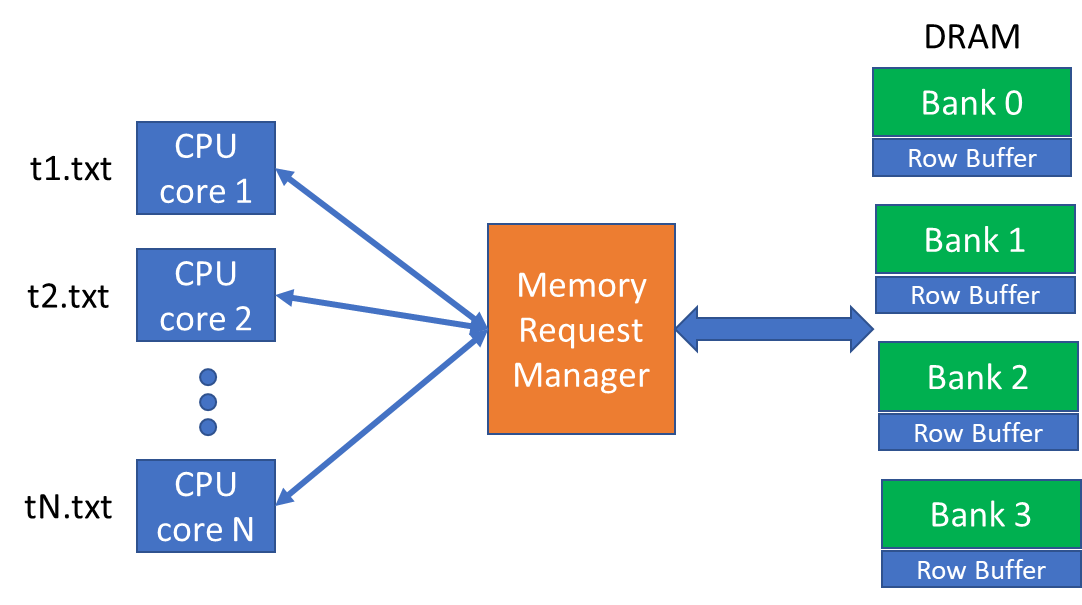 DRAM
t1.txt
CPU
core 1
t2.txt
CPU
core 2
tN.txt
CPU
core N
Memory
Request
Manager
Bank 0
Row Buffer
Bank 1
Row Buffer
Bank 2
Row Buffer
Bank 3
Row Buffer